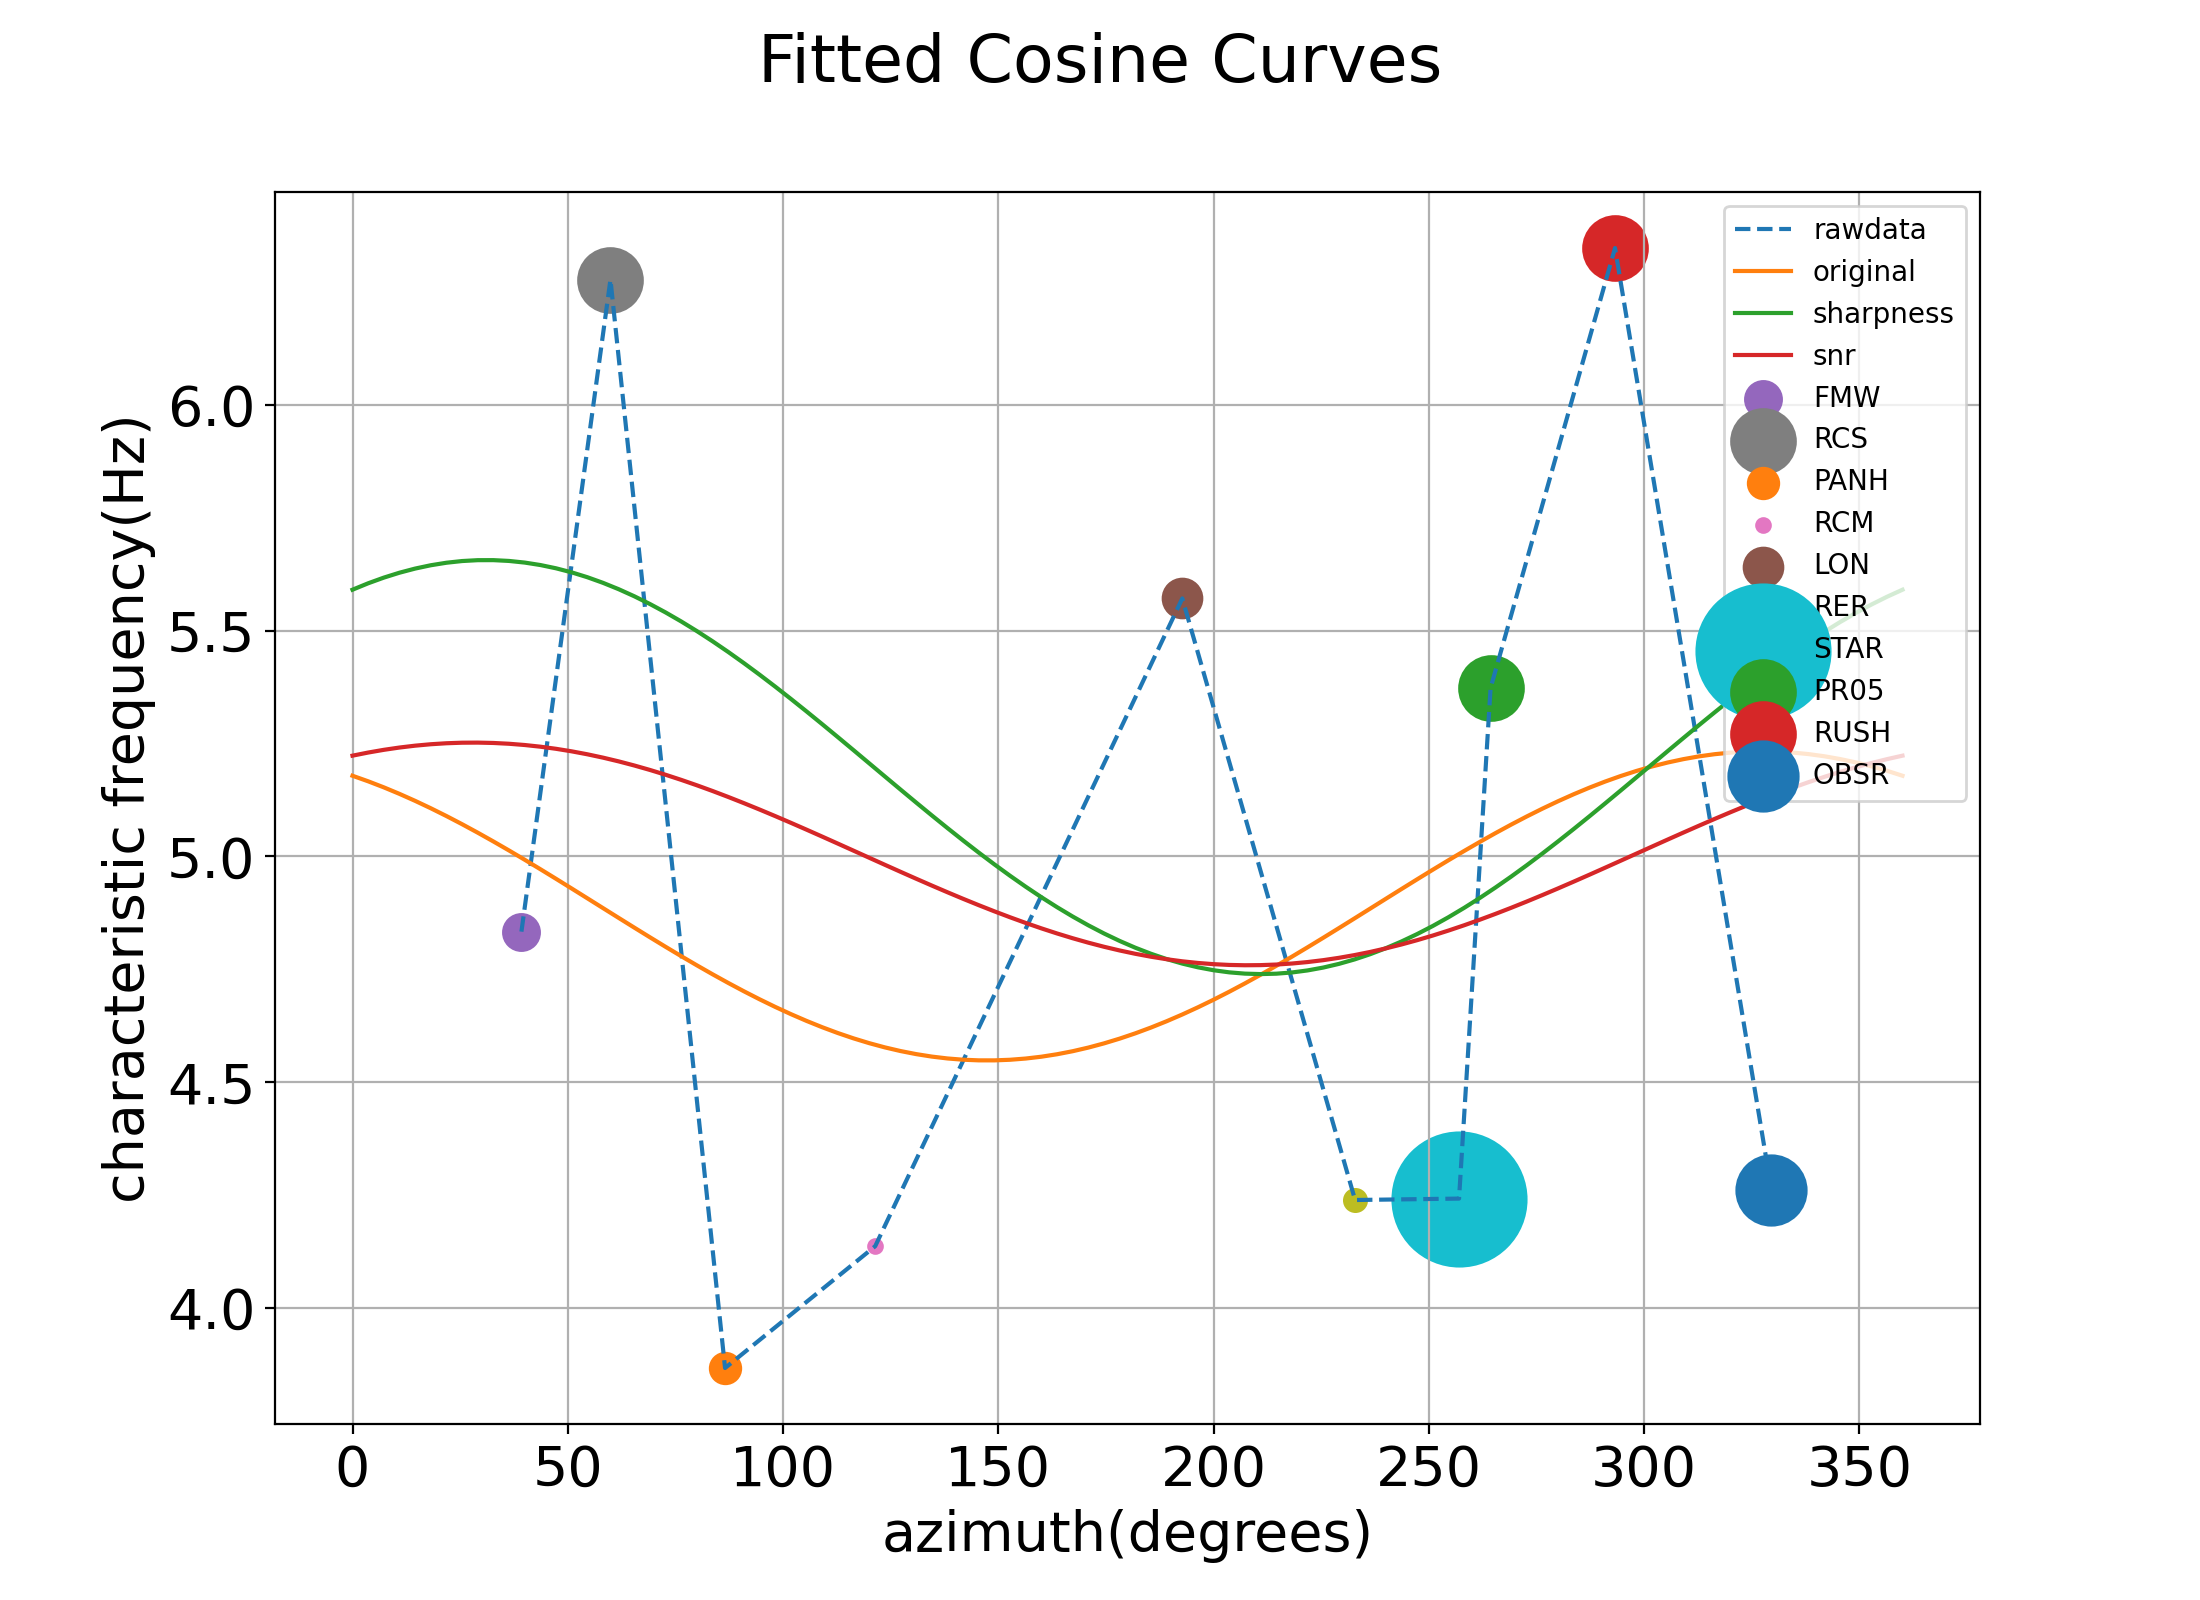 Fitted Cosine Curves
characteristic frequency(Hz)
6.0
5.5
5.0
4.5
4.0
0 50 100 150 200 250 300 350
azimuth(degrees)
rawdata
original
sharpness
snr
FMW
RCS
PANH
RCM
LON
RER
STAR
PR05
RUSH
OBSR